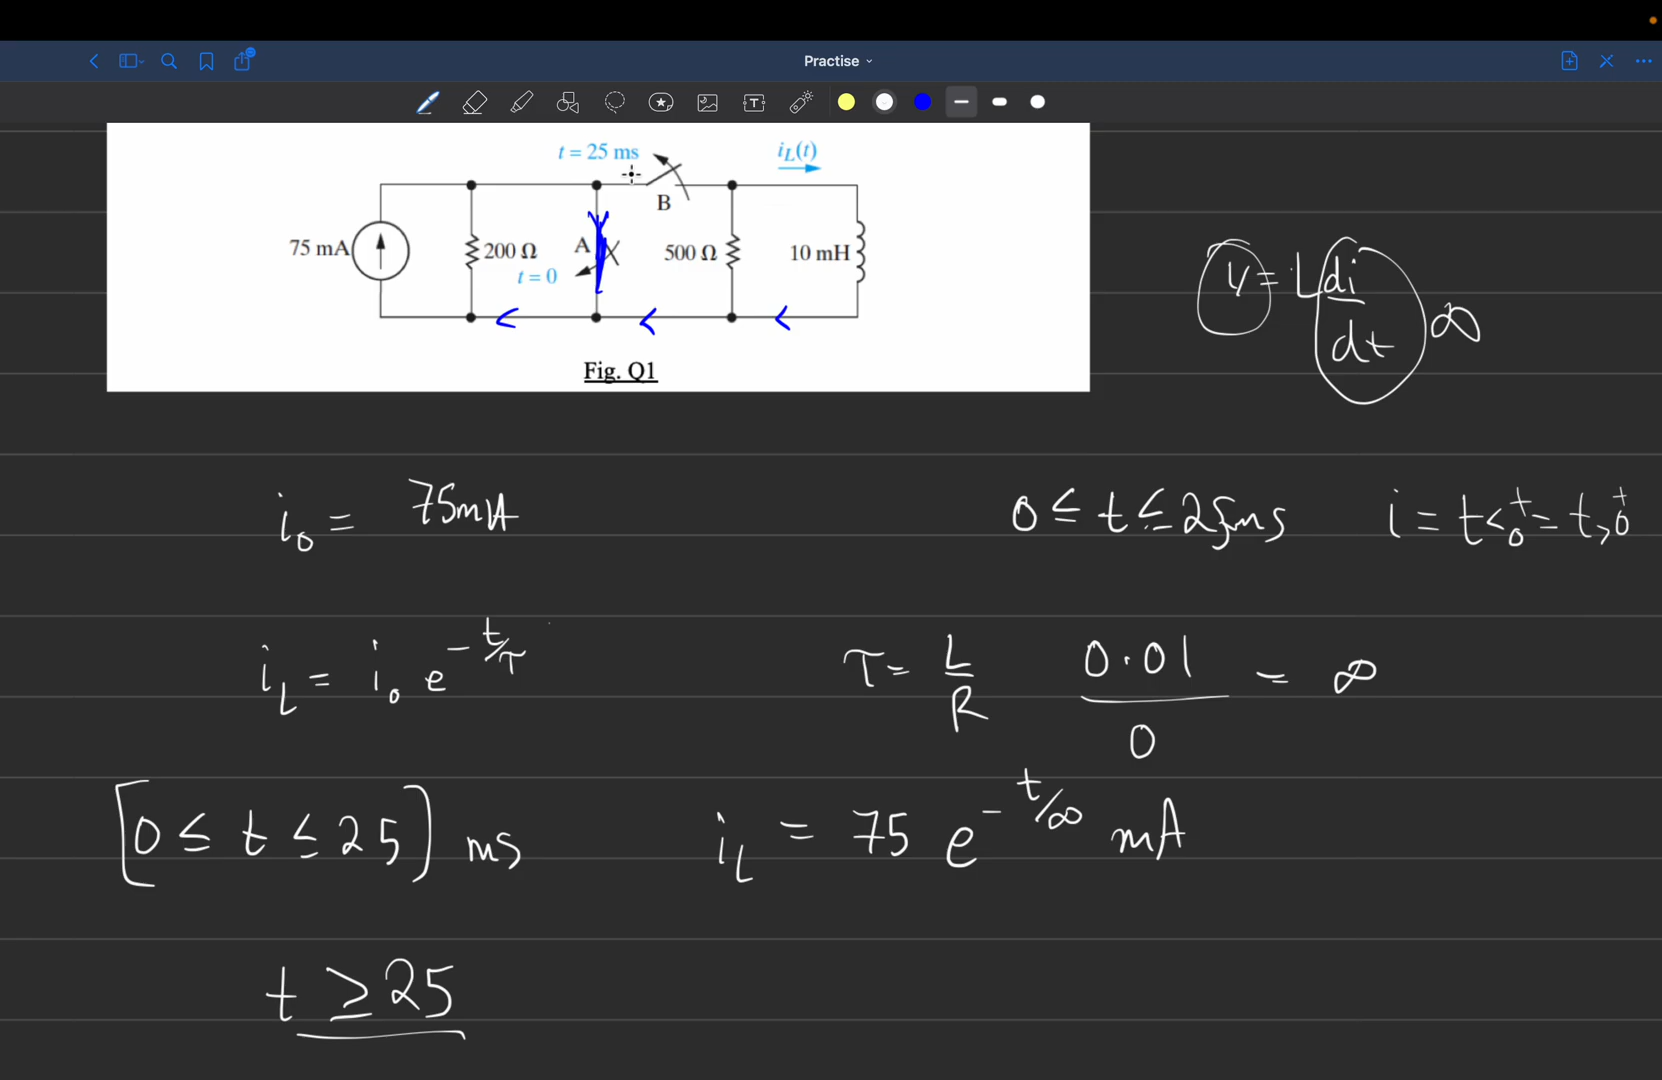 Practise
t = 25 ms
iL(t)
B
75 mA
200 Ω
A
500 Ω
10 mH
t = 0
Fig. Q1
V = L di/dt ∞
i₀ = 75mA
0 ≤ t ≤ 25ms
i = t<0⁺ = t>0⁺
iL = i₀ e^(-t/τ)
τ = L/R 0.01/0 = ∞
[0 ≤ t ≤ 25] ms
iL = 75 e^(-t/∞) mA
t ≥ 25